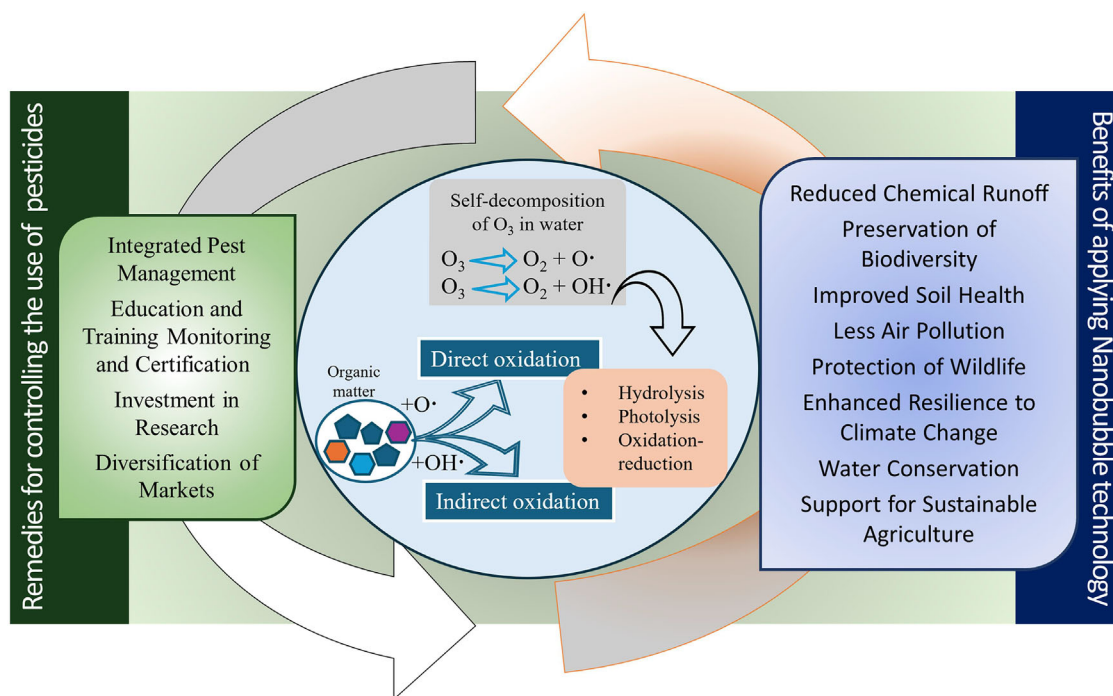 Remedies for controlling the use of pesticides
Integrated Pest
Management
Education and
Training Monitoring
and Certification
Investment in
Research
Diversification of
Markets
Self-decomposition
of O₃ in water
O₃ O₂ + O·
O₃ O₂ + OH·
Direct oxidation
Organic
matter
+O·
+OH·
Indirect oxidation
• Hydrolysis
• Photolysis
• Oxidation-
reduction
Reduced Chemical Runoff
Preservation of
Biodiversity
Improved Soil Health
Less Air Pollution
Protection of Wildlife
Enhanced Resilience to
Climate Change
Water Conservation
Support for Sustainable
Agriculture
Benefits of applying Nanobubble technology